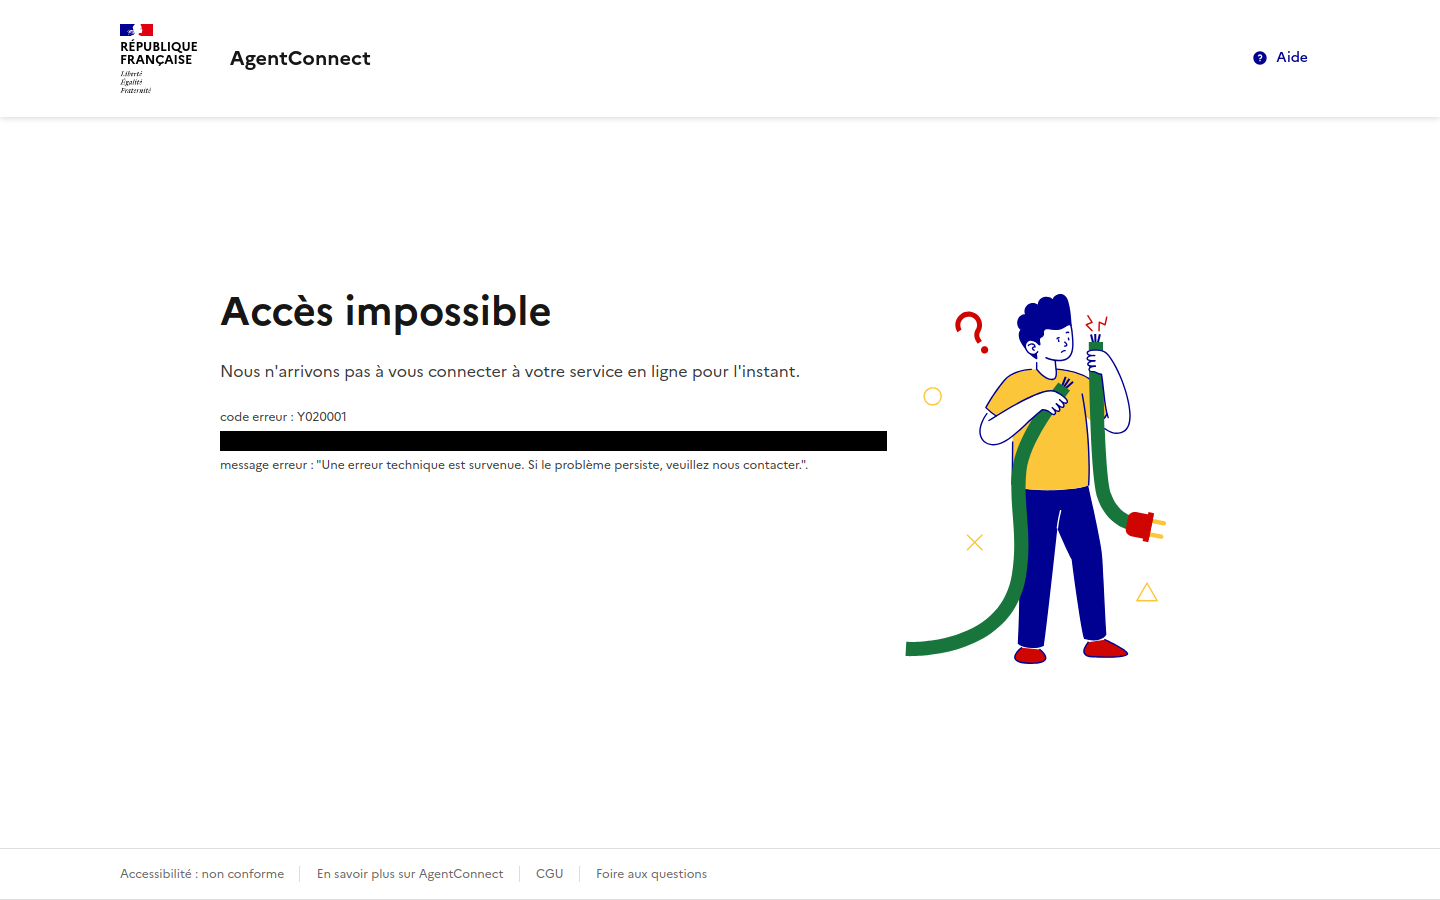 RÉPUBLIQUE
FRANÇAISE
Liberté
Égalité
Fraternité
AgentConnect
Aide
Accès impossible
Nous n'arrivons pas à vous connecter à votre service en ligne pour l'instant.
code erreur : Y020001
message erreur : "Une erreur technique est survenue. Si le problème persiste, veuillez nous contacter.".
Accessibilité : non conforme
En savoir plus sur AgentConnect
CGU
Foire aux questions